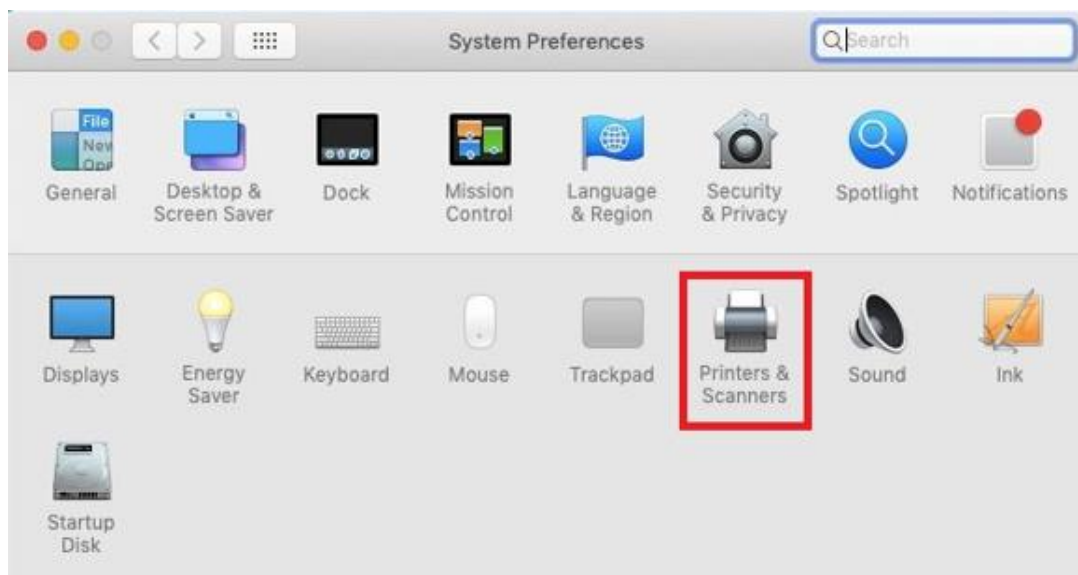 System Preferences
Search
File
New
Ope
General
Desktop &
Screen Saver
Dock
Mission
Control
Language
& Region
Security
& Privacy
Spotlight
Notifications
Displays
Energy
Saver
Keyboard
Mouse
Trackpad
Printers &
Scanners
Sound
Ink
Startup
Disk